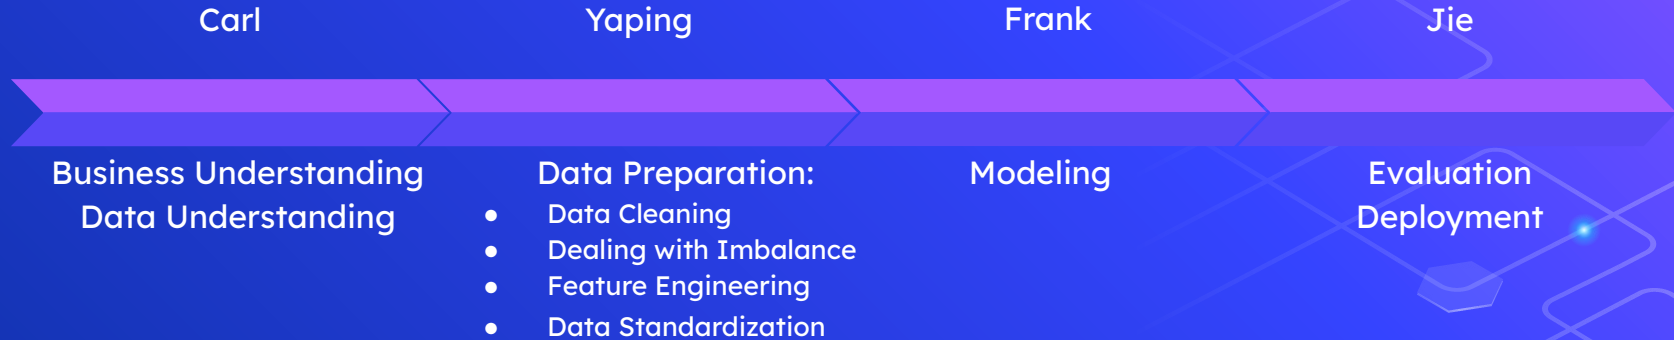 Carl
Yaping
Frank
Jie
Business Understanding
Data Understanding
Data Preparation:
● Data Cleaning
● Dealing with Imbalance
● Feature Engineering
● Data Standardization
Modeling
Evaluation
Deployment